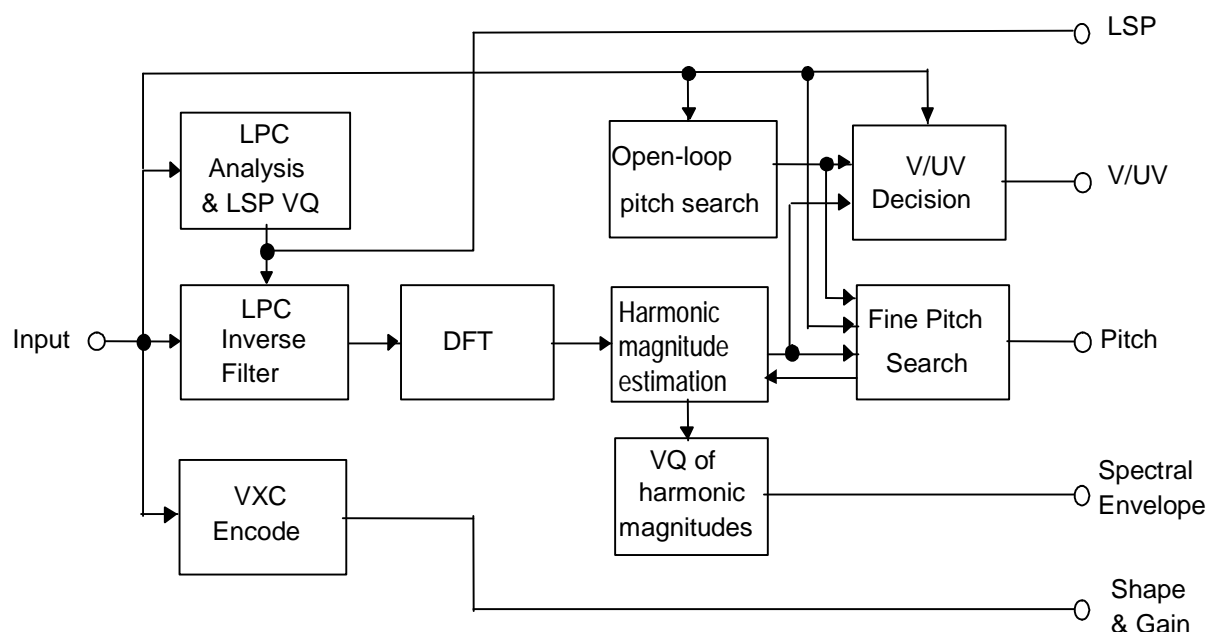 LSP
LPC
Analysis
& LSP VQ
Open-loop
pitch search
V/UV
Decision
V/UV
Input
LPC
Inverse
Filter
DFT
Harmonic
magnitude
estimation
Fine Pitch
Search
Pitch
VQ of
harmonic
magnitudes
Spectral
Envelope
VXC
Encode
Shape
& Gain